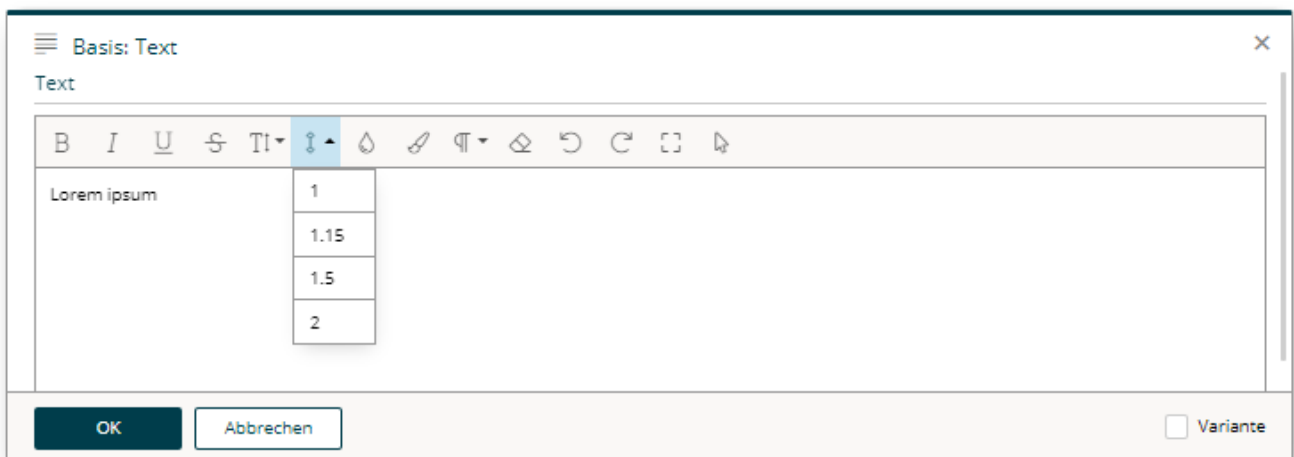 Basis: Text
Text
B I U S T
Lorem ipsum
1
1.15
1.5
2
OK Abbrechen Variante